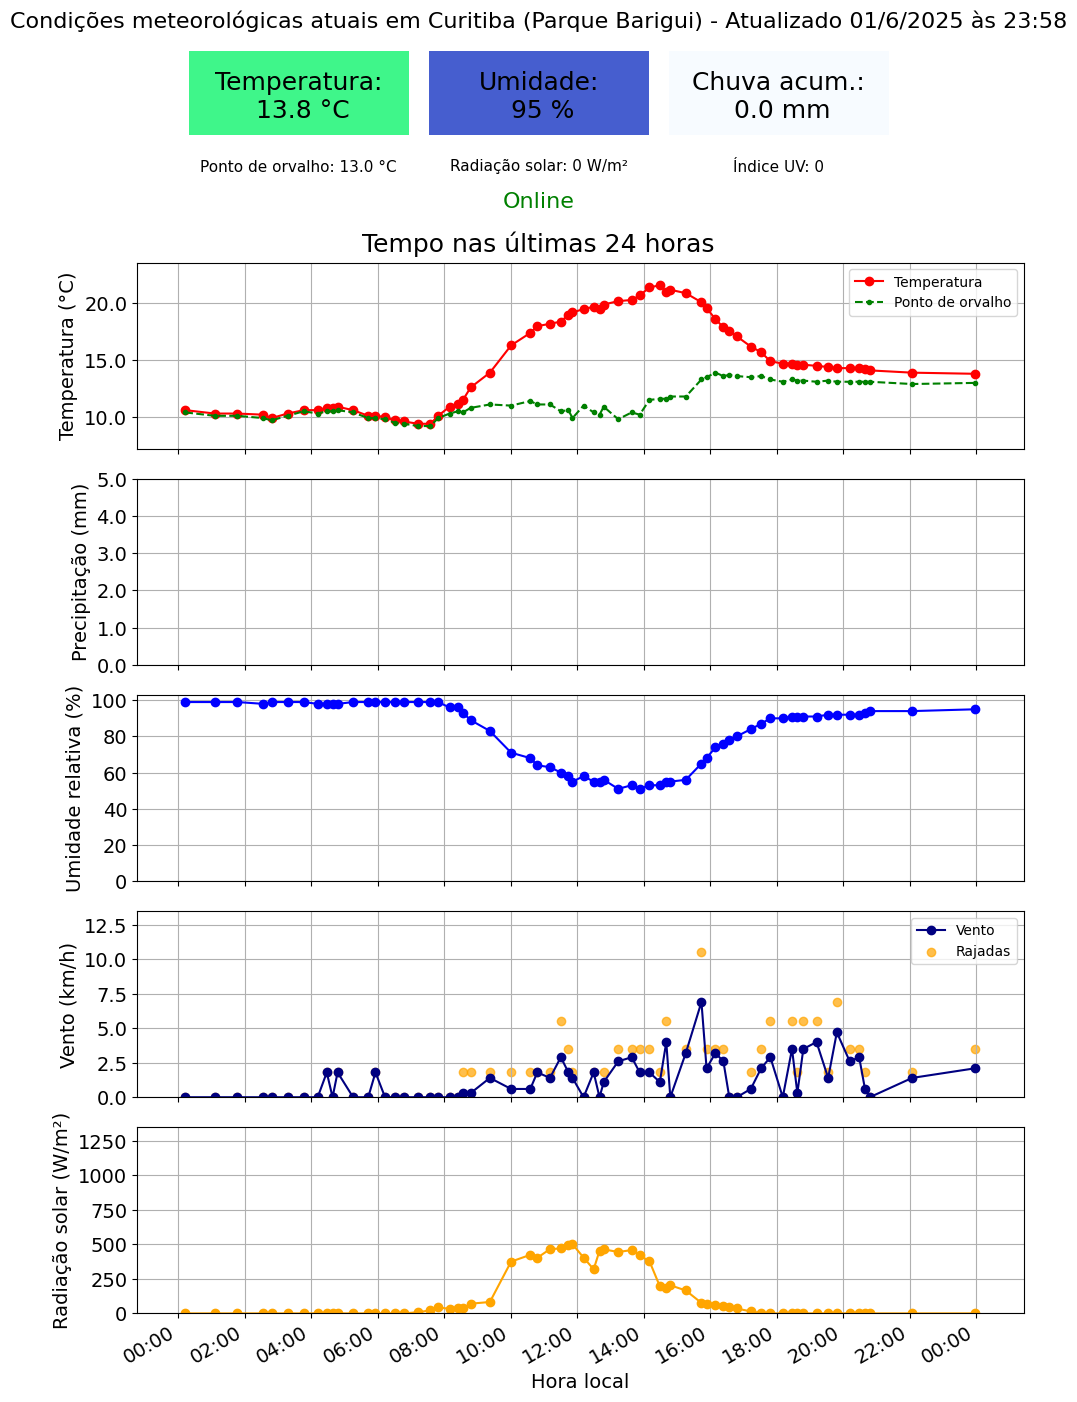 Condições meteorológicas atuais em Curitiba (Parque Barigui) - Atualizado 01/6/2025 às 23:58
Temperatura:
13.8 °C
Umidade:
95 %
Chuva acum.:
0.0 mm
Ponto de orvalho: 13.0 °C
Radiação solar: 0 W/m²
Índice UV: 0
Online
Tempo nas últimas 24 horas
Temperatura (°C)
20.0
15.0
10.0
Temperatura
Ponto de orvalho
Precipitação (mm)
5.0
4.0
3.0
2.0
1.0
0.0
Umidade relativa (%)
100
80
60
40
20
0
Vento (km/h)
12.5
10.0
7.5
5.0
2.5
0.0
Vento
Rajadas
Radiação solar (W/m²)
1250
1000
750
500
250
0
00:00 02:00 04:00 06:00 08:00 10:00 12:00 14:00 16:00 18:00 20:00 22:00 00:00
Hora local